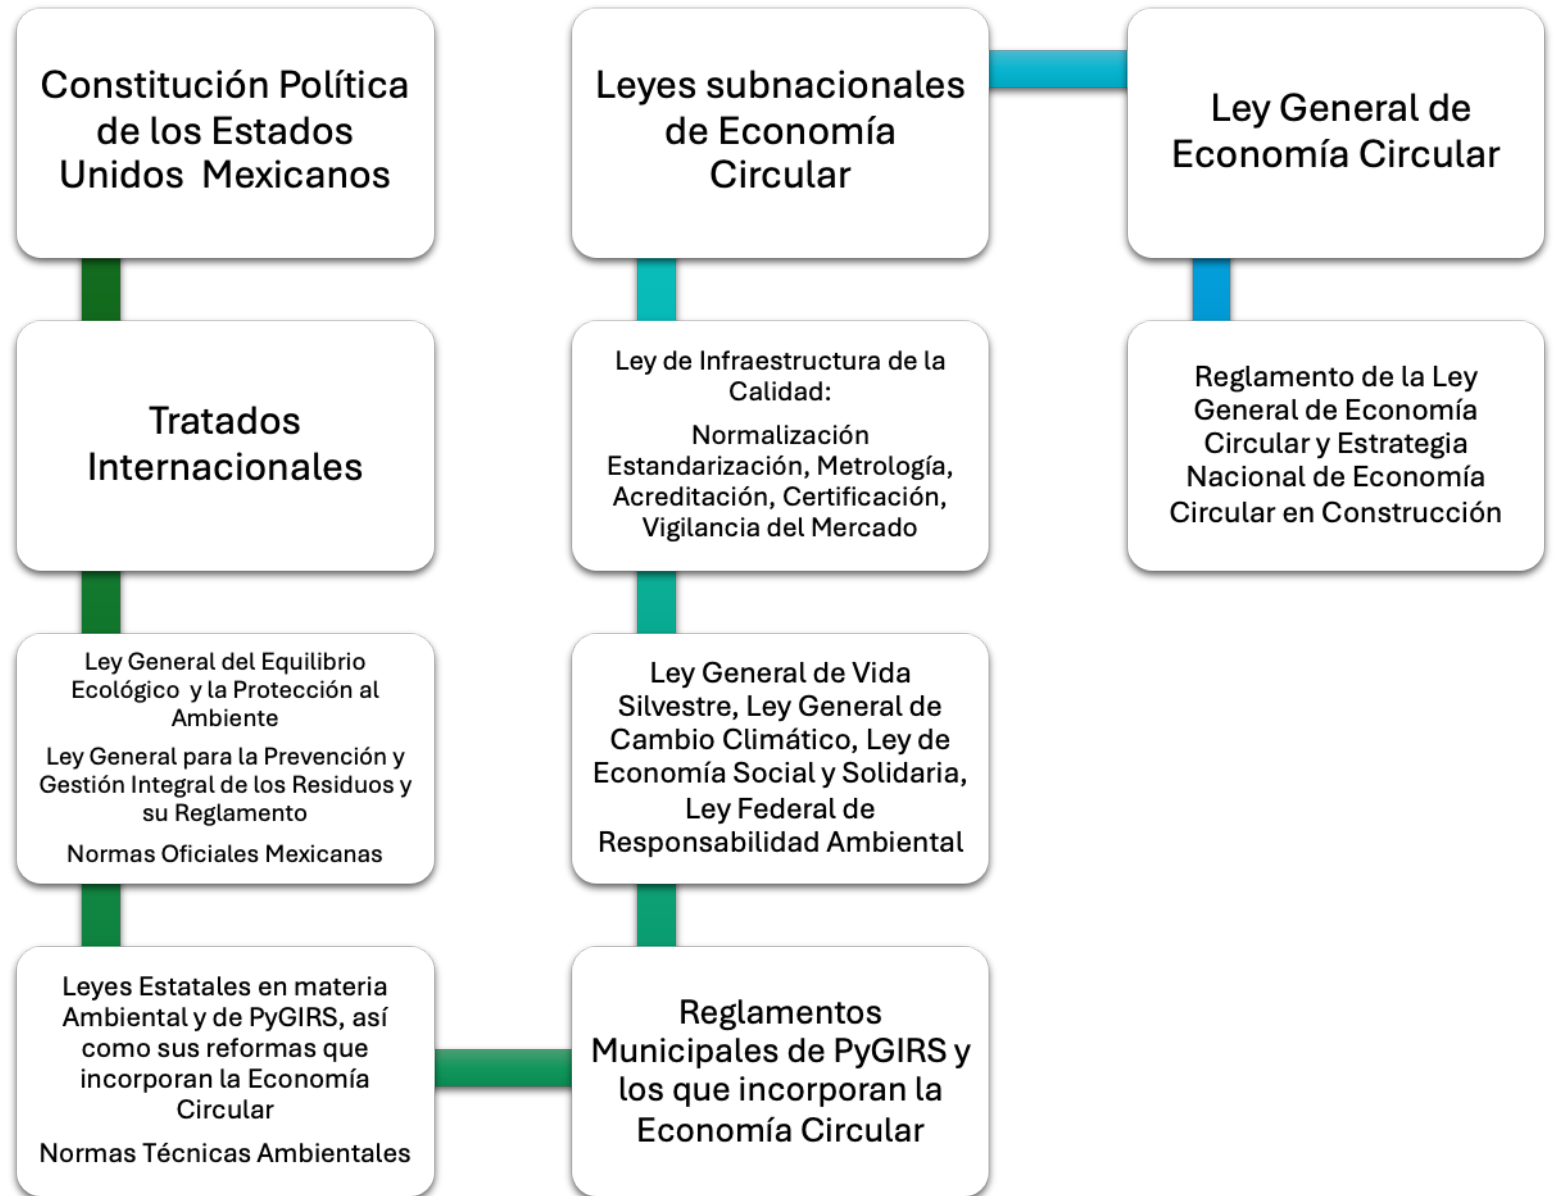 Constitución Política
de los Estados
Unidos Mexicanos
Tratados
Internacionales
Ley General del Equilibrio
Ecológico y la Protección al
Ambiente
Ley General para la Prevención y
Gestión Integral de los Residuos y
su Reglamento
Normas Oficiales Mexicanas
Leyes Estatales en materia
Ambiental y de PyGIRS, así
como sus reformas que
incorporan la Economía
Circular
Normas Técnicas Ambientales
Reglamentos
Municipales de PyGIRS y
los que incorporan la
Economía Circular
Ley General de Vida
Silvestre, Ley General de
Cambio Climático, Ley de
Economía Social y Solidaria,
Ley Federal de
Responsabilidad Ambiental
Ley de Infraestructura de la
Calidad:
Normalización
Estandarización, Metrología,
Acreditación, Certificación,
Vigilancia del Mercado
Leyes subnacionales
de Economía
Circular
Ley General de
Economía Circular
Reglamento de la Ley
General de Economía
Circular y Estrategia
Nacional de Economía
Circular en Construcción